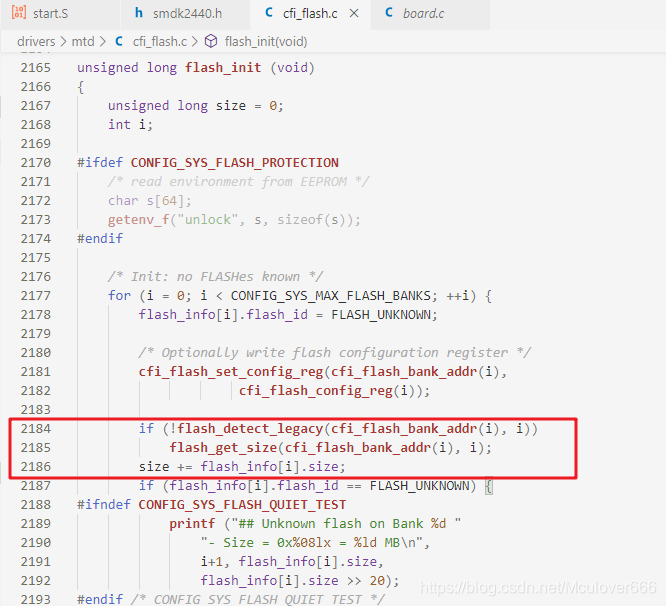 start.S h smdk2440.h C cfi_flash.c × C board.c
drivers > mtd > C cfi_flash.c > flash_init(void)
2165 unsigned long flash_init (void)
2166 {
2167 unsigned long size = 0;
2168 int i;
2169
2170 #ifdef CONFIG_SYS_FLASH_PROTECTION
2171 /* read environment from EEPROM */
2172 char s[64];
2173 getenv_f("unlock", s, sizeof(s));
2174 #endif
2175
2176 /* Init: no FLASHes known */
2177 for (i = 0; i < CONFIG_SYS_MAX_FLASH_BANKS; ++i) {
2178 flash_info[i].flash_id = FLASH_UNKNOWN;
2179
2180 /* Optionally write flash configuration register */
2181 cfi_flash_set_config_reg(cfi_flash_bank_addr(i),
2182 cfi_flash_config_reg(i));
2183
2184 if (!flash_detect_legacy(cfi_flash_bank_addr(i), i))
2185 flash_get_size(cfi_flash_bank_addr(i), i);
2186 size += flash_info[i].size;
2187 if (flash_info[i].flash_id == FLASH_UNKNOWN) {
2188 #ifndef CONFIG_SYS_FLASH_QUIET_TEST
2189 printf ("## Unknown flash on Bank %d "
2190 "- Size = 0x%08lx = %ld MB\n",
2191 i+1, flash_info[i].size,
2192 flash_info[i].size >> 20);
2193 #endif /* CONFIG_SYS_FLASH_QUIET_TEST */
https://blog.csdn.net/Mculover666